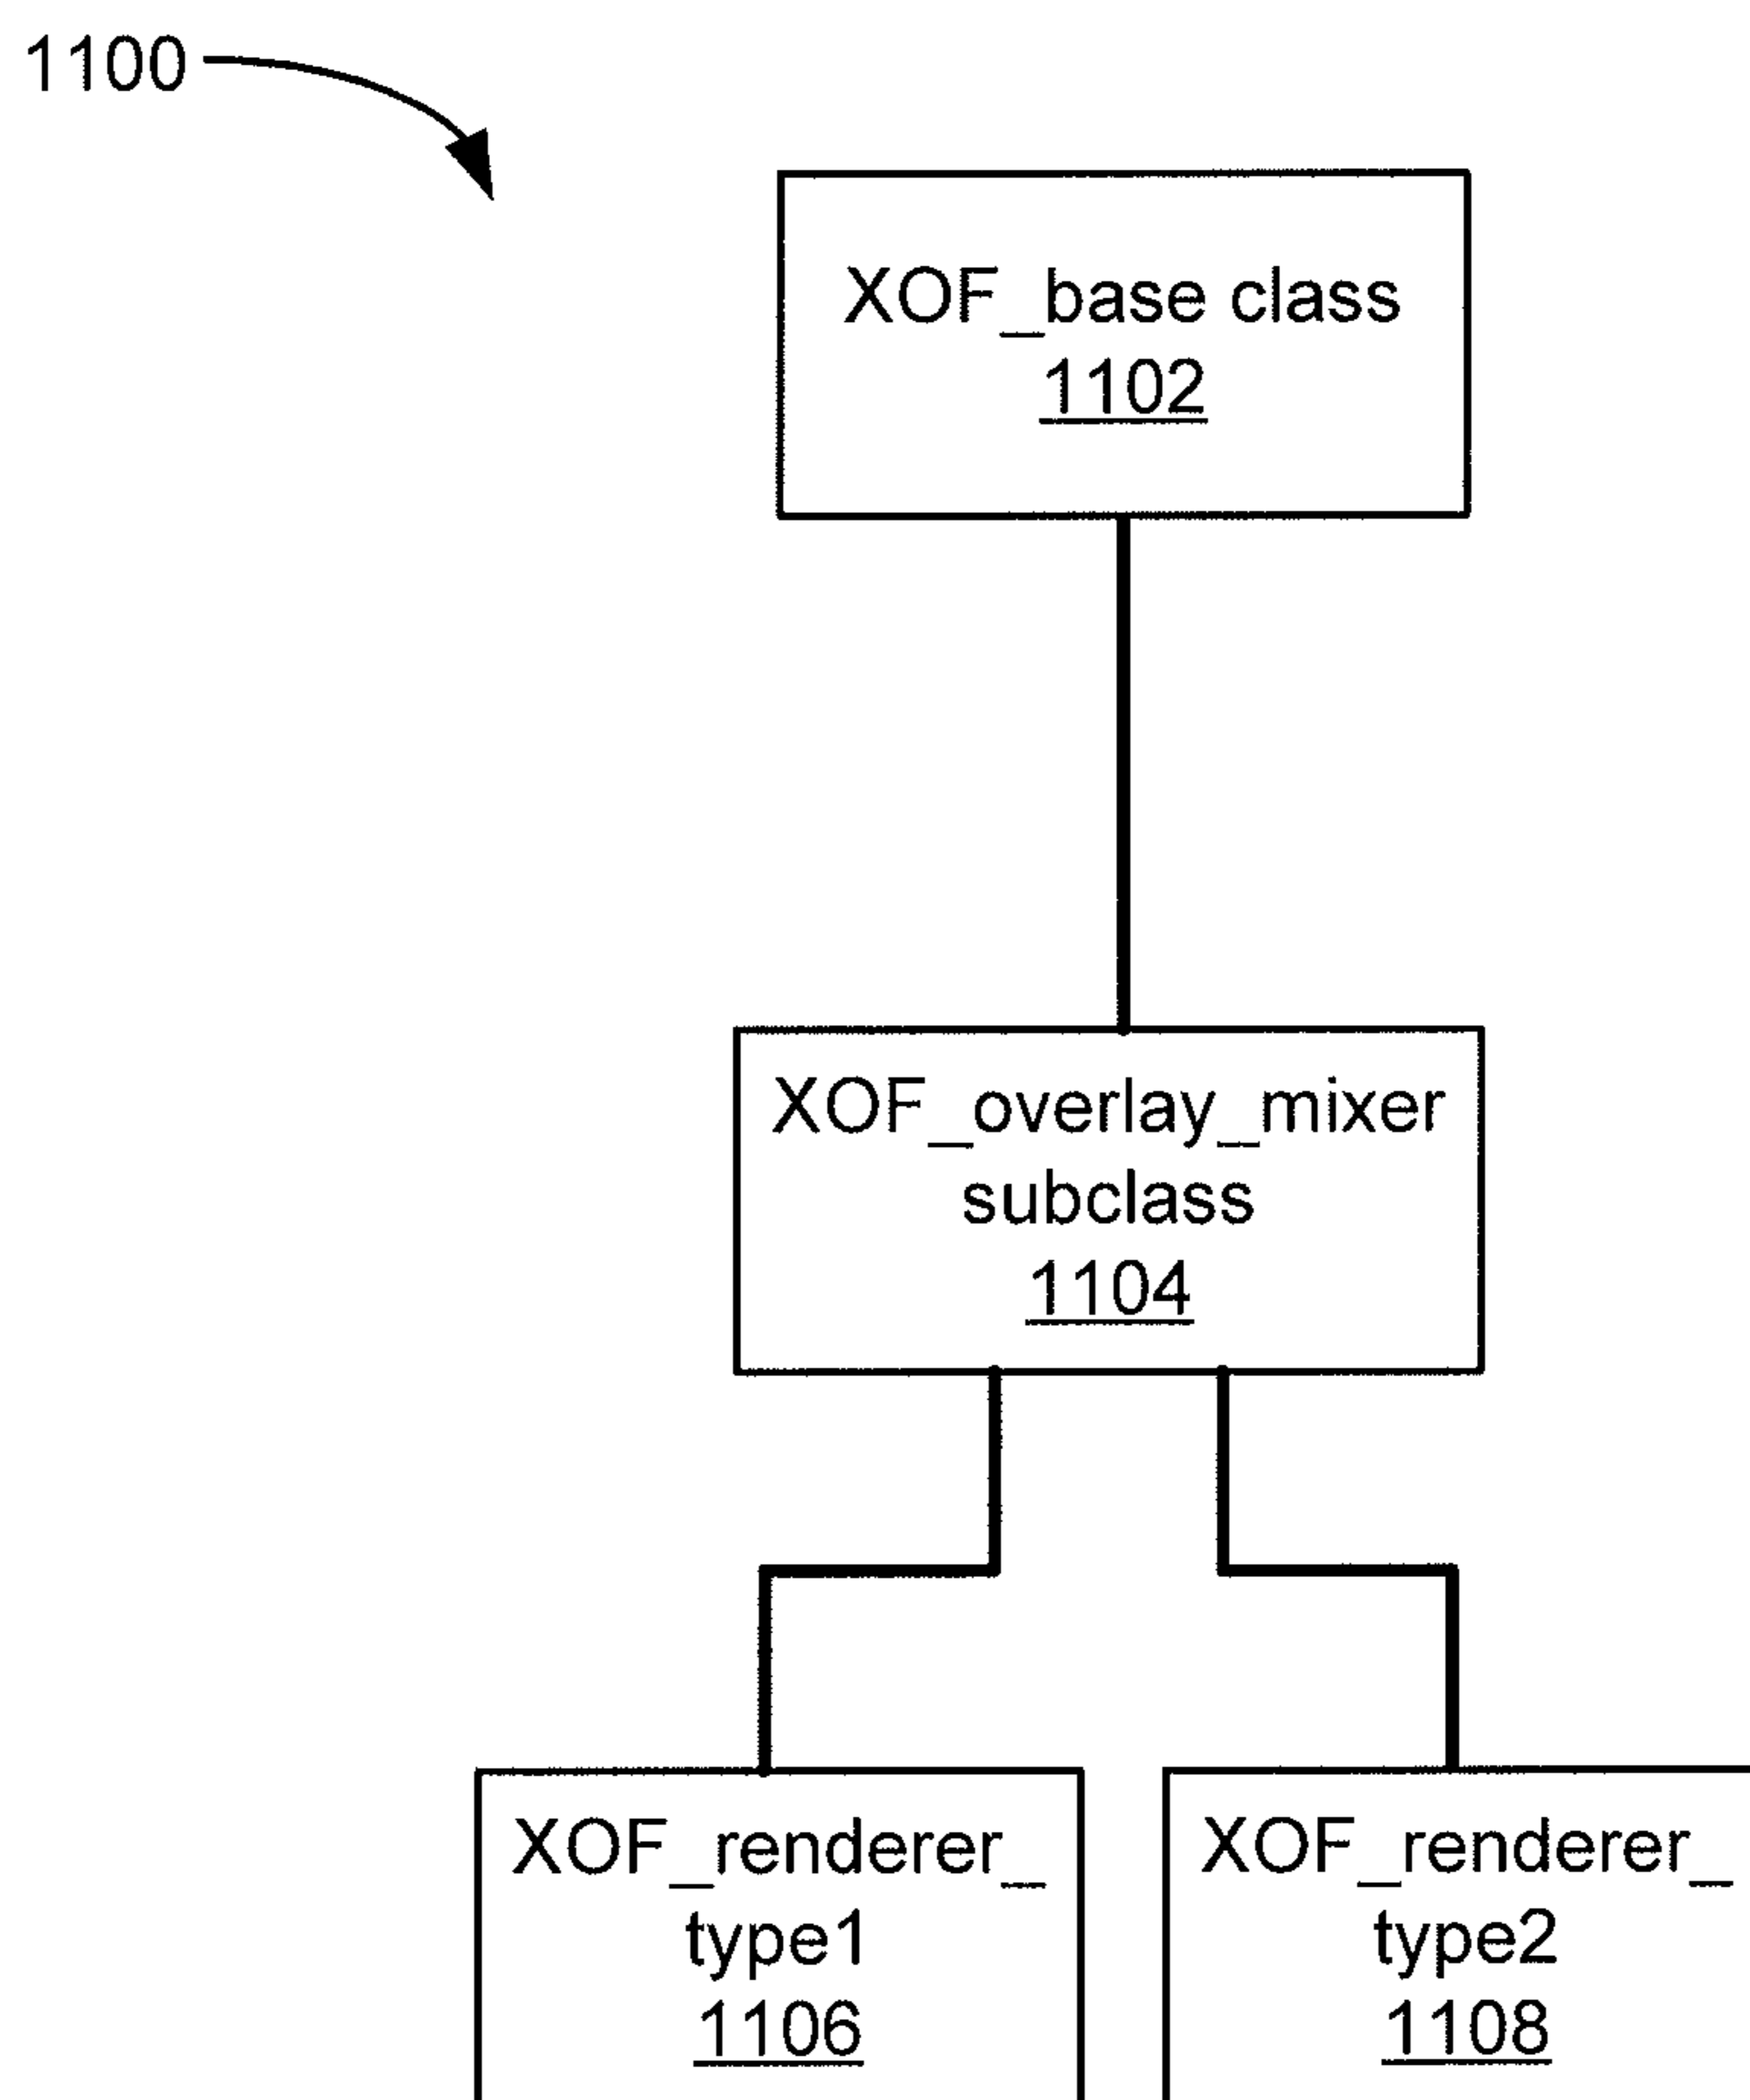 1100
XOF_base class
1102
XOF_overlay_mixer
subclass
1104
XOF_renderer_
type1
1106
XOF_renderer_
type2
1108